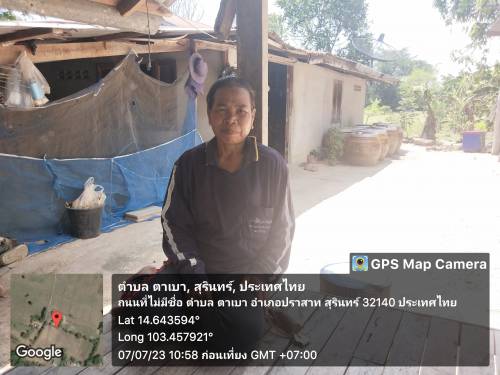 GPS Map Camera
ตำบล ตาเบา, สุรินทร์, ประเทศไทย
ถนนที่ไม่มีชื่อ ตำบล ตาเบา อำเภอปราสาท สุรินทร์ 32140 ประเทศไทย
Lat 14.643594°
Long 103.457921°
07/07/23 10:58 ก่อนเที่ยง GMT +07:00
Google